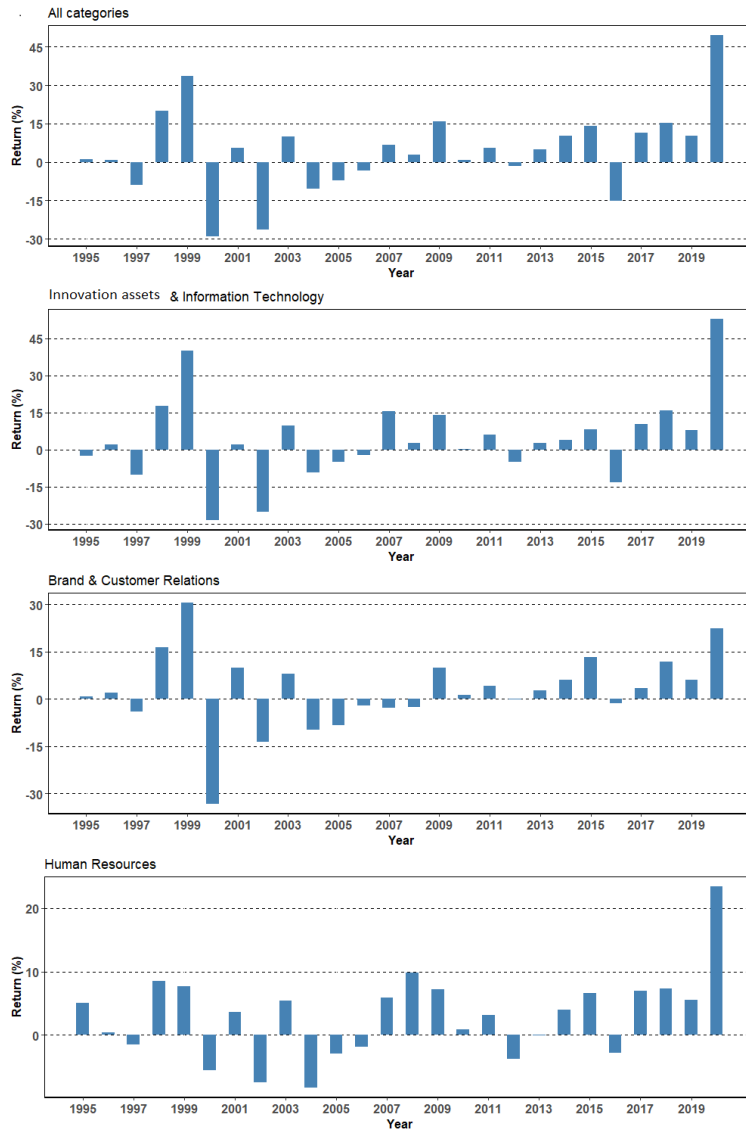 All categories
Return (%)
45
30
15
0
-15
-30
1995 1997 1999 2001 2003 2005 2007 2009 2011 2013 2015 2017 2019
Year
Innovation assets & Information Technology
Return (%)
45
30
15
0
-15
-30
1995 1997 1999 2001 2003 2005 2007 2009 2011 2013 2015 2017 2019
Year
Brand & Customer Relations
Return (%)
30
15
0
-15
-30
1995 1997 1999 2001 2003 2005 2007 2009 2011 2013 2015 2017 2019
Year
Human Resources
Return (%)
20
10
0
1995 1997 1999 2001 2003 2005 2007 2009 2011 2013 2015 2017 2019
Year